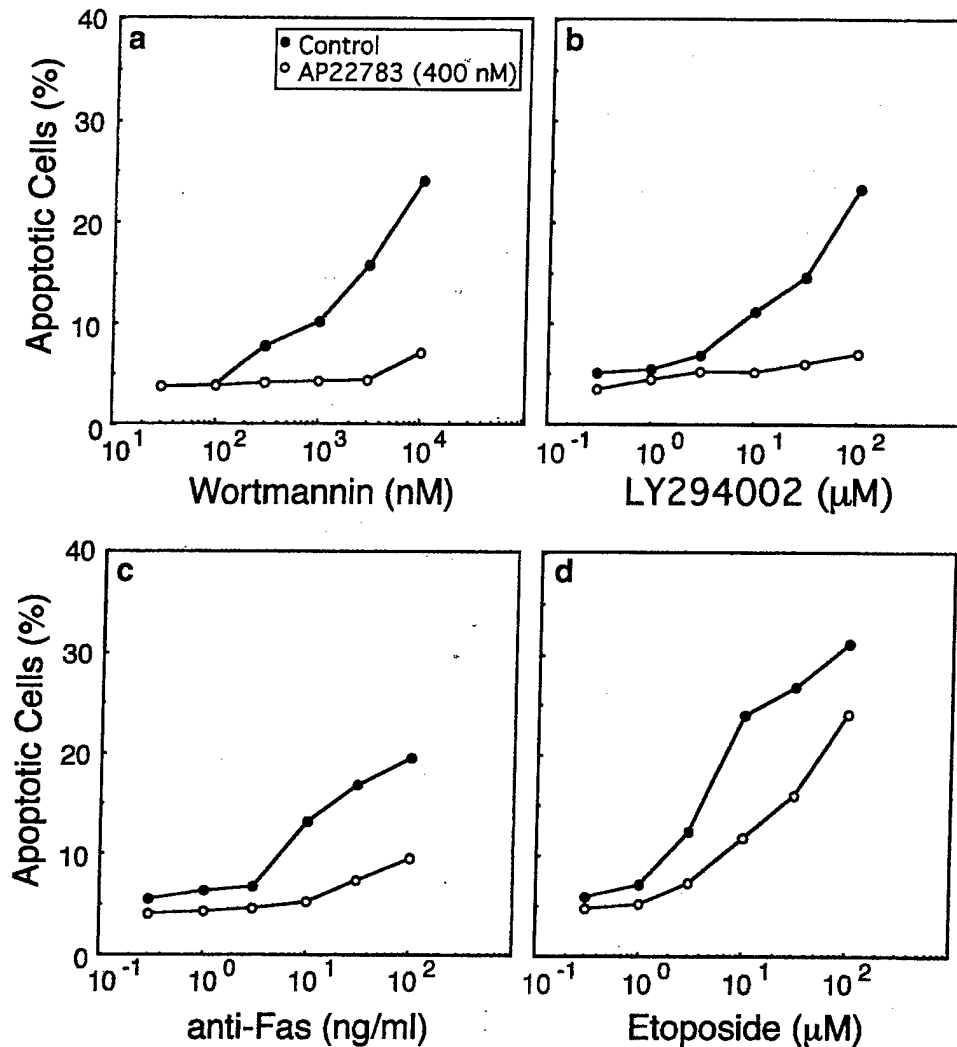 40
a
• Control
○ AP22783 (400 nM)
b
30
20
10
0
Apoptotic Cells (%)
10^1 10^2 10^3 10^4
Wortmannin (nM)
10^-1 10^0 10^1 10^2
LY294002 (μM)
40
c
d
30
20
10
0
Apoptotic Cells (%)
10^-1 10^0 10^1 10^2
anti-Fas (ng/ml)
10^-1 10^0 10^1 10^2
Etoposide (μM)